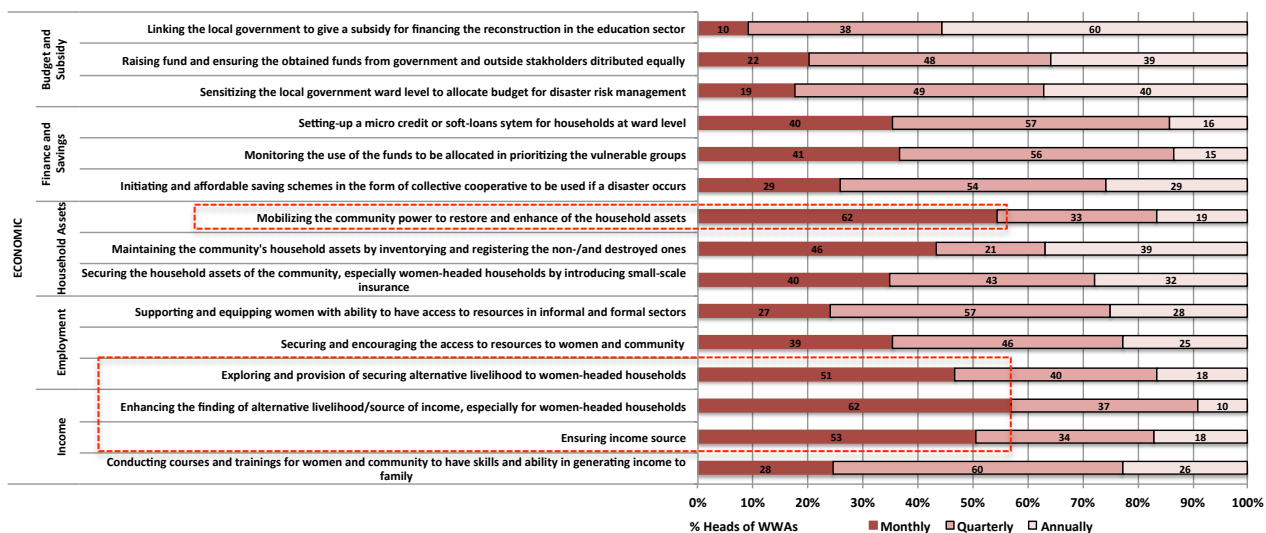 ECONOMIC
Budget and
Subsidy
Linking the local government to give a subsidy for financing the reconstruction in the education sector
10 38 60
Raising fund and ensuring the obtained funds from government and outside stakholders ditributed equally
22 48 39
Sensitizing the local government ward level to allocate budget for disaster risk management
19 49 40
Finance and
Savings
Setting-up a micro credit or soft-loans sytem for households at ward level
40 57 16
Monitoring the use of the funds to be allocated in prioritizing the vulnerable groups
41 56 15
Initiating and affordable saving schemes in the form of collective cooperative to be used if a disaster occurs
29 54 29
Household Assets
Mobilizing the community power to restore and enhance of the household assets
62 33 19
Maintaining the community's household assets by inventorying and registering the non-/and destroyed ones
46 21 39
Securing the household assets of the community, especially women-headed households by introducing small-scale
insurance
40 43 32
Employment
Supporting and equipping women with ability to have access to resources in informal and formal sectors
27 57 28
Securing and encouraging the access to resources to women and community
39 46 25
Exploring and provision of securing alternative livelihood to women-headed households
51 40 18
Income
Enhancing the finding of alternative livelihood/source of income, especially for women-headed households
62 37 10
Ensuring income source
53 34 18
Conducting courses and trainings for women and community to have skills and ability in generating income to
family
28 60 26
0% 10% 20% 30% 40% 50% 60% 70% 80% 90% 100%
% Heads of WWAs Monthly Quarterly Annually